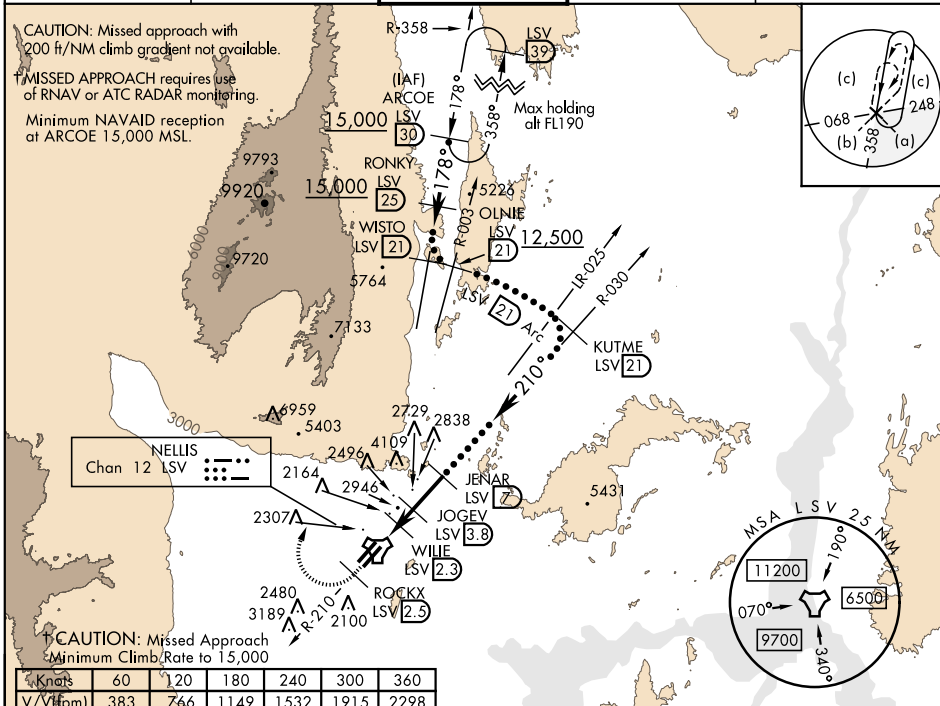 CAUTION: Missed approach with
200 ft/NM climb gradient not available.
† MISSED APPROACH requires use
of RNAV or ATC RADAR monitoring.
Minimum NAVAID reception
at ARCOE 15,000 MSL.
R-358
LSV
39
(IAF)
ARCOE
LSV
30
15,000
178°
358°
Max holding
alt FL190
RONKY
LSV
25
15,000
178°
R-003
5226
OLNIE
LSV
21
12,500
WISTO
LSV 21
9793
9920
9720
6000
9000
5764
7133
LSV 21 Arc
LR-025
R-030
KUTME
LSV 21
210°
3000
6959
5403
2729
2838
4109
2496
2164
2946
2307
NELLIS
Chan 12 LSV
JENAR
LSV 7
JOGEV
LSV 3.8
WILIE
LSV 2.3
ROCKX
LSV 2.5
5431
2480
3189
2100
R-210
† CAUTION: Missed Approach
Minimum Climb Rate to 15,000
Knots 60 120 180 240 300 360
V/V(fpm) 383 766 1149 1532 1915 2298
(c)
(c)
068
248
(b)
358
(a)
MSA LSV 25 NM
190°
11200
6500
070°
9700
340°